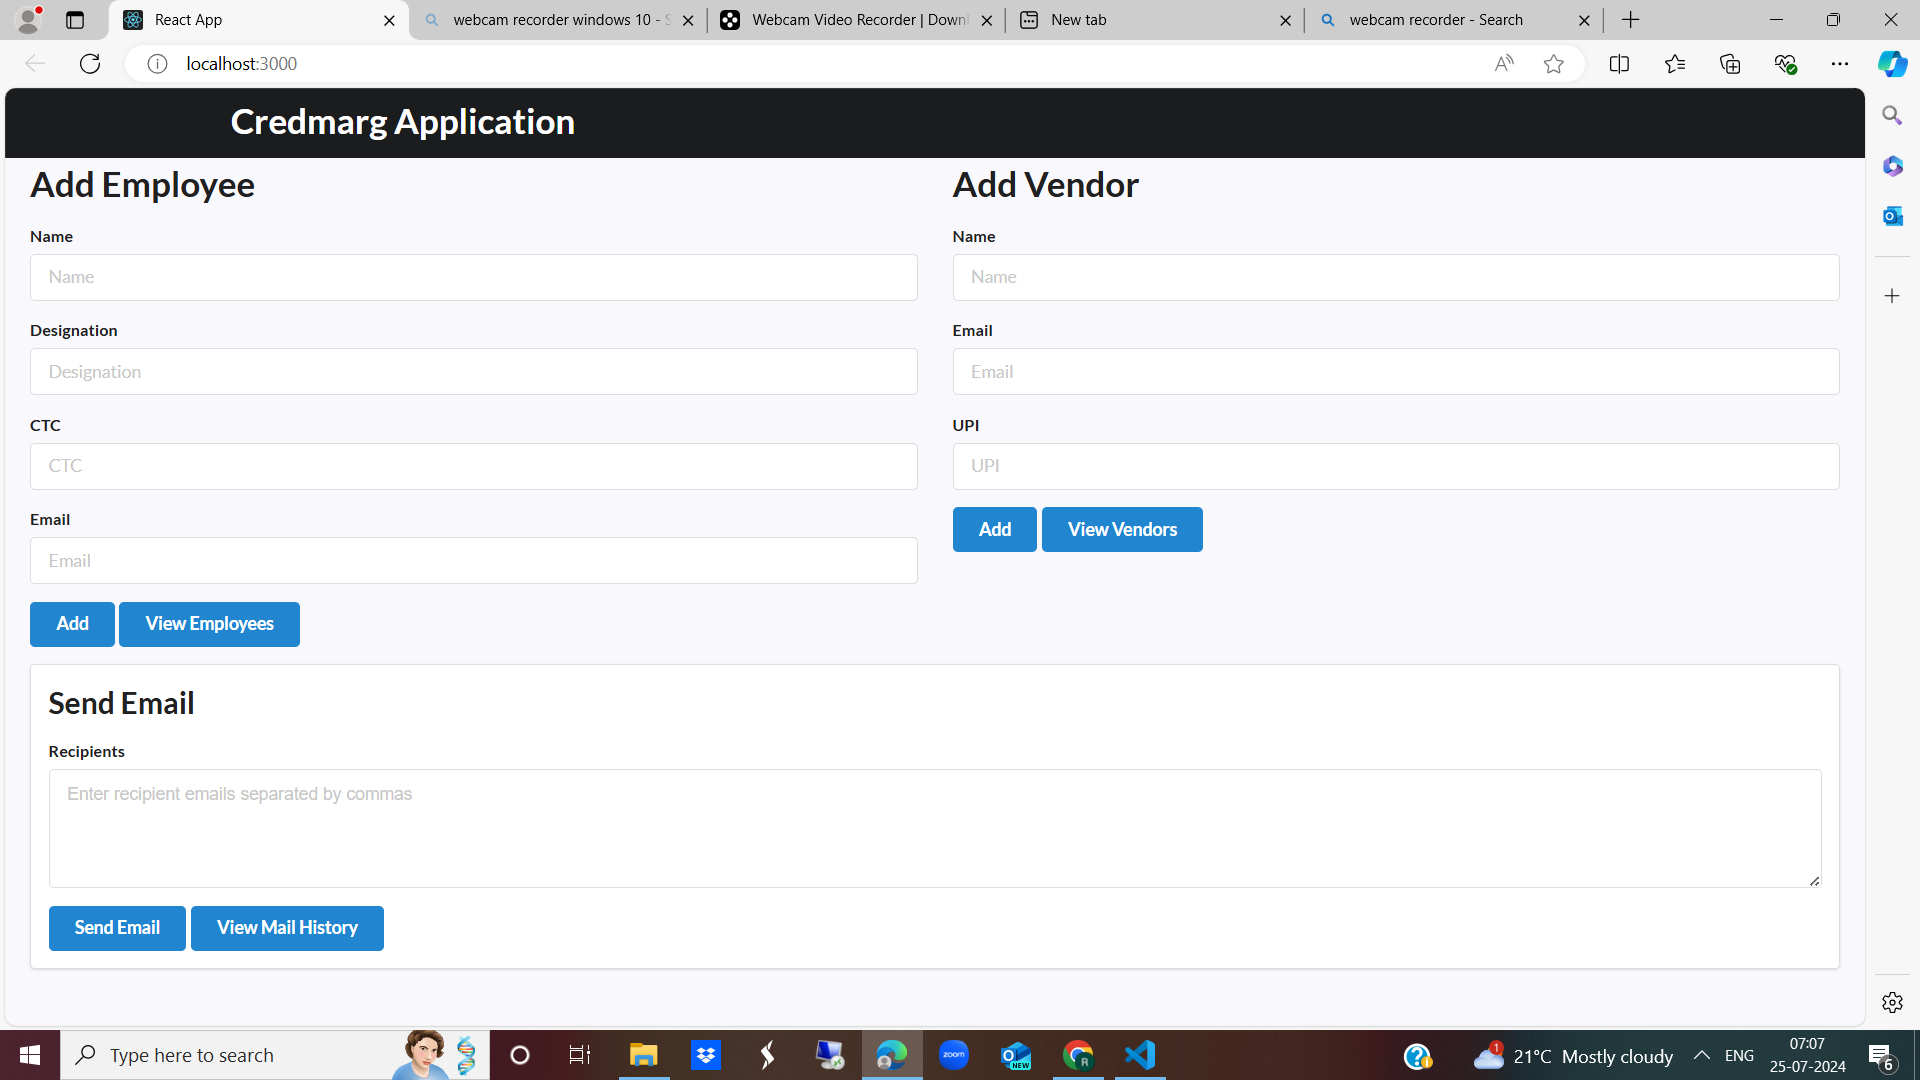 React App
webcam recorder windows 10 - S
Webcam Video Recorder | Downl
New tab
webcam recorder - Search
localhost:3000
Credmarg Application
Add Employee
Name
Name
Designation
Designation
CTC
CTC
Email
Email
Add View Employees
Add Vendor
Name
Name
Email
Email
UPI
UPI
Add View Vendors
Send Email
Recipients
Enter recipient emails separated by commas
Send Email View Mail History
Type here to search
zoom
NEW
R
1
21°C Mostly cloudy
ENG
07:07
25-07-2024
6